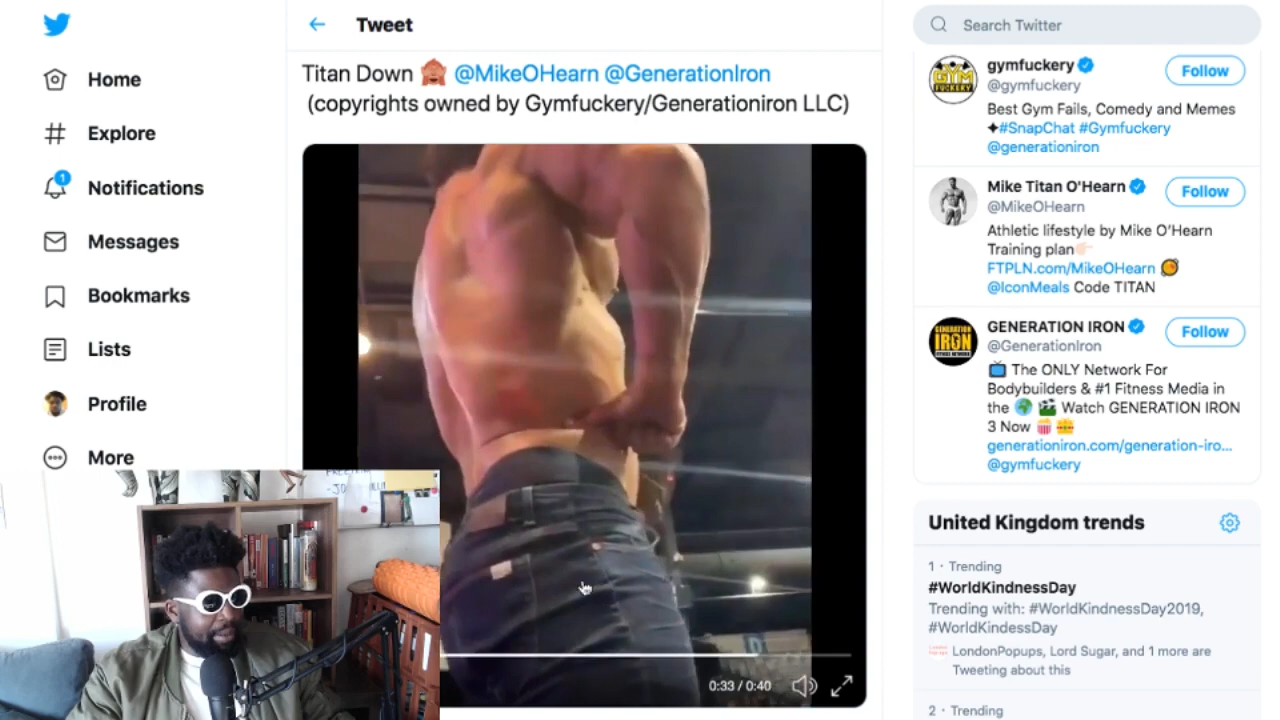 Tweet
Search Twitter
Home
Explore
1
Notifications
Messages
Bookmarks
Lists
Profile
More
Titan Down 🙈 @MikeOHearn @GenerationIron
(copyrights owned by Gymfuckery/Generationiron LLC)
0:33 / 0:40
gymfuckery
Follow
@gymfuckery
Best Gym Fails, Comedy and Memes
✦#SnapChat #Gymfuckery
@generationiron
Mike Titan O'Hearn
Follow
@MikeOHearn
Athletic lifestyle by Mike O'Hearn
Training plan👉🏻
FTPLN.com/MikeOHearn 🥘
@IconMeals Code TITAN
GENERATION IRON
Follow
@GenerationIron
📺 The ONLY Network For
Bodybuilders & #1 Fitness Media in
the 🌍 🎬 Watch GENERATION IRON
3 Now 🍿 🎫
generationiron.com/generation-iro...
@gymfuckery
United Kingdom trends
1 · Trending
#WorldKindnessDay
Trending with: #WorldKindnessDay2019,
#WorldKindessDay
LondonPopups, Lord Sugar, and 1 more are
Tweeting about this
2 · Trending